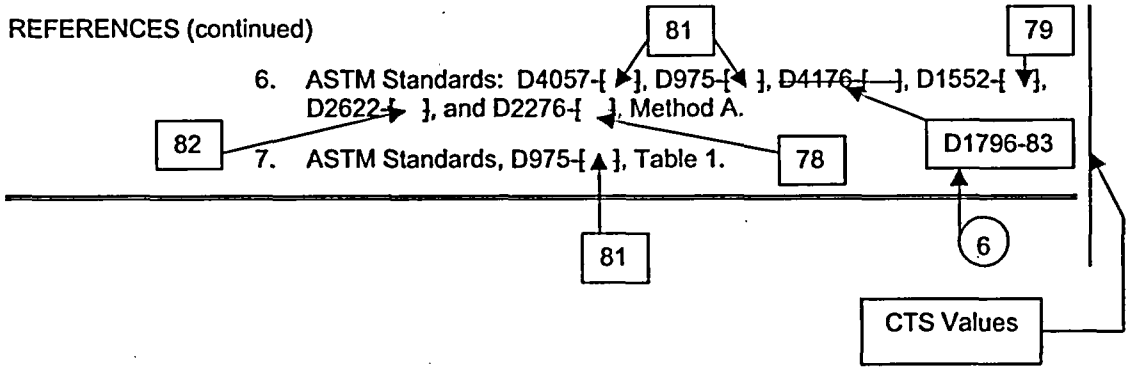 REFERENCES (continued)
81
79
6. ASTM Standards: D4057-[ ], D975-[ ], D4176-[ ], D1552-[ ],
D2622-[ ], and D2276-[ ], Method A.
82
7. ASTM Standards, D975-[ ], Table 1.
78
D1796-83
81
6
CTS Values